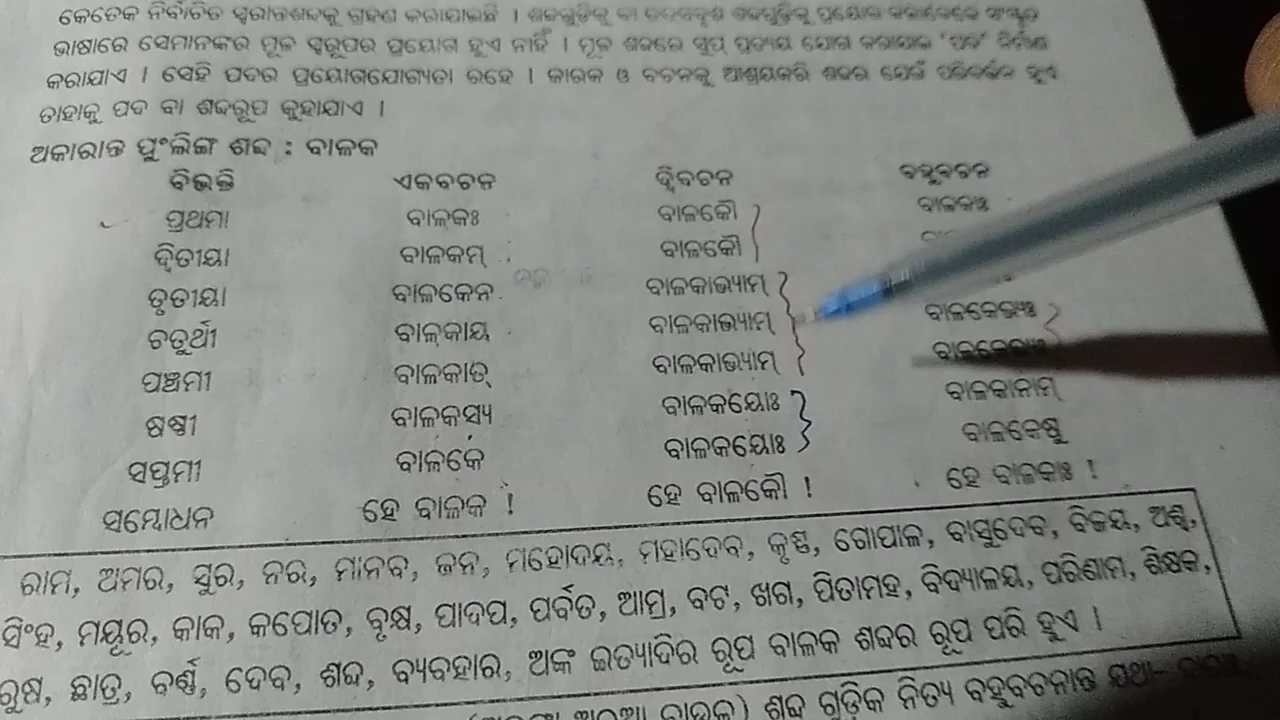 କେତେକ ନିର୍ବାଚିତ ସ୍ୱରାନ୍ତଶବ୍ଦକୁ ଗ୍ରହଣ କରାଯାଇଛି । ଶବ୍ଦଗୁଡ଼ିକୁ ବା ଶବ୍ଦଗୁଡ଼ିକୁ ପ୍ରୟୋଗ
ଭାଷାରେ ସେମାନଙ୍କର ମୂଳ ସ୍ୱରୂପର ପ୍ରୟୋଗ ହୁଏ ନାହିଁ । ମୂଳ ଶବ୍ଦରେ ସୁପ୍ ପ୍ରତ୍ୟୟ ଯୋଗ କରାଯାଇ 'ପଦ' ନିର୍ମାଣ
କରାଯାଏ । ସେହି ପଦର ପ୍ରୟୋଗଯୋଗ୍ୟତା ରହେ । କାରକ ଓ ବଚନକୁ ଆଶ୍ରୟକରି ଶବ୍ଦର ଯେଉଁ ପରିବର୍ତ୍ତନ ହୁଏ
ତାହାକୁ ପଦ ବା ଶବ୍ଦରୂପ କୁହାଯାଏ ।
ଅକାରାନ୍ତ ପୁଂଲିଙ୍ଗ ଶବ୍ଦ : ବାଳକ
ବିଭକ୍ତି ଏକବଚନ ଦ୍ୱିବଚନ ବହୁବଚନ
ପ୍ରଥମା ବାଳକଃ ବାଳକୌ ବାଳକାଃ
ଦ୍ୱିତୀୟା ବାଳକମ୍ ବାଳକୌ
ତୃତୀୟା ବାଳକେନ ବାଳକାଭ୍ୟାମ୍
ଚତୁର୍ଥୀ ବାଳକାୟ ବାଳକାଭ୍ୟାମ୍ ବାଳକେଭ୍ୟଃ
ପଞ୍ଚମୀ ବାଳକାତ୍ ବାଳକାଭ୍ୟାମ୍ ବାଳକେଭ୍ୟଃ
ଷଷ୍ଠୀ ବାଳକସ୍ୟ ବାଳକୟୋଃ ବାଳକାନାମ୍
ସପ୍ତମୀ ବାଳକେ ବାଳକୟୋଃ ବାଳକେଷୁ
ସମ୍ବୋଧନ ହେ ବାଳକ ! ହେ ବାଳକୌ ! ହେ ବାଳକାଃ !
ରାମ, ଅମର, ସୁର, ନର, ମାନବ, ଜନ, ମହୋଦୟ, ମହାଦେବ, କୃଷ୍ଣ, ଗୋପାଳ, ବାସୁଦେବ, ବିଜୟ, ଅଶ୍ୱ,
ସିଂହ, ମୟୂର, କାକ, କପୋତ, ବୃକ୍ଷ, ପାଦପ, ପର୍ବତ, ଆମ୍ର, ବଟ, ଖଗ, ପିତାମହ, ବିଦ୍ୟାଳୟ, ପରିଣାମ, ଶିକ୍ଷକ,
ଛାତ୍ର, ବର୍ଣ୍ଣ, ଦେବ, ଶବ୍ଦ, ବ୍ୟବହାର, ଅଙ୍କ ଇତ୍ୟାଦିର ରୂପ ବାଳକ ଶବ୍ଦର ରୂପ ପରି ହୁଏ ।
ଶବ୍ଦ ଗୁଡ଼ିକ ନିତ୍ୟ ବହୁବଚନାନ୍ତ ଯଥା-